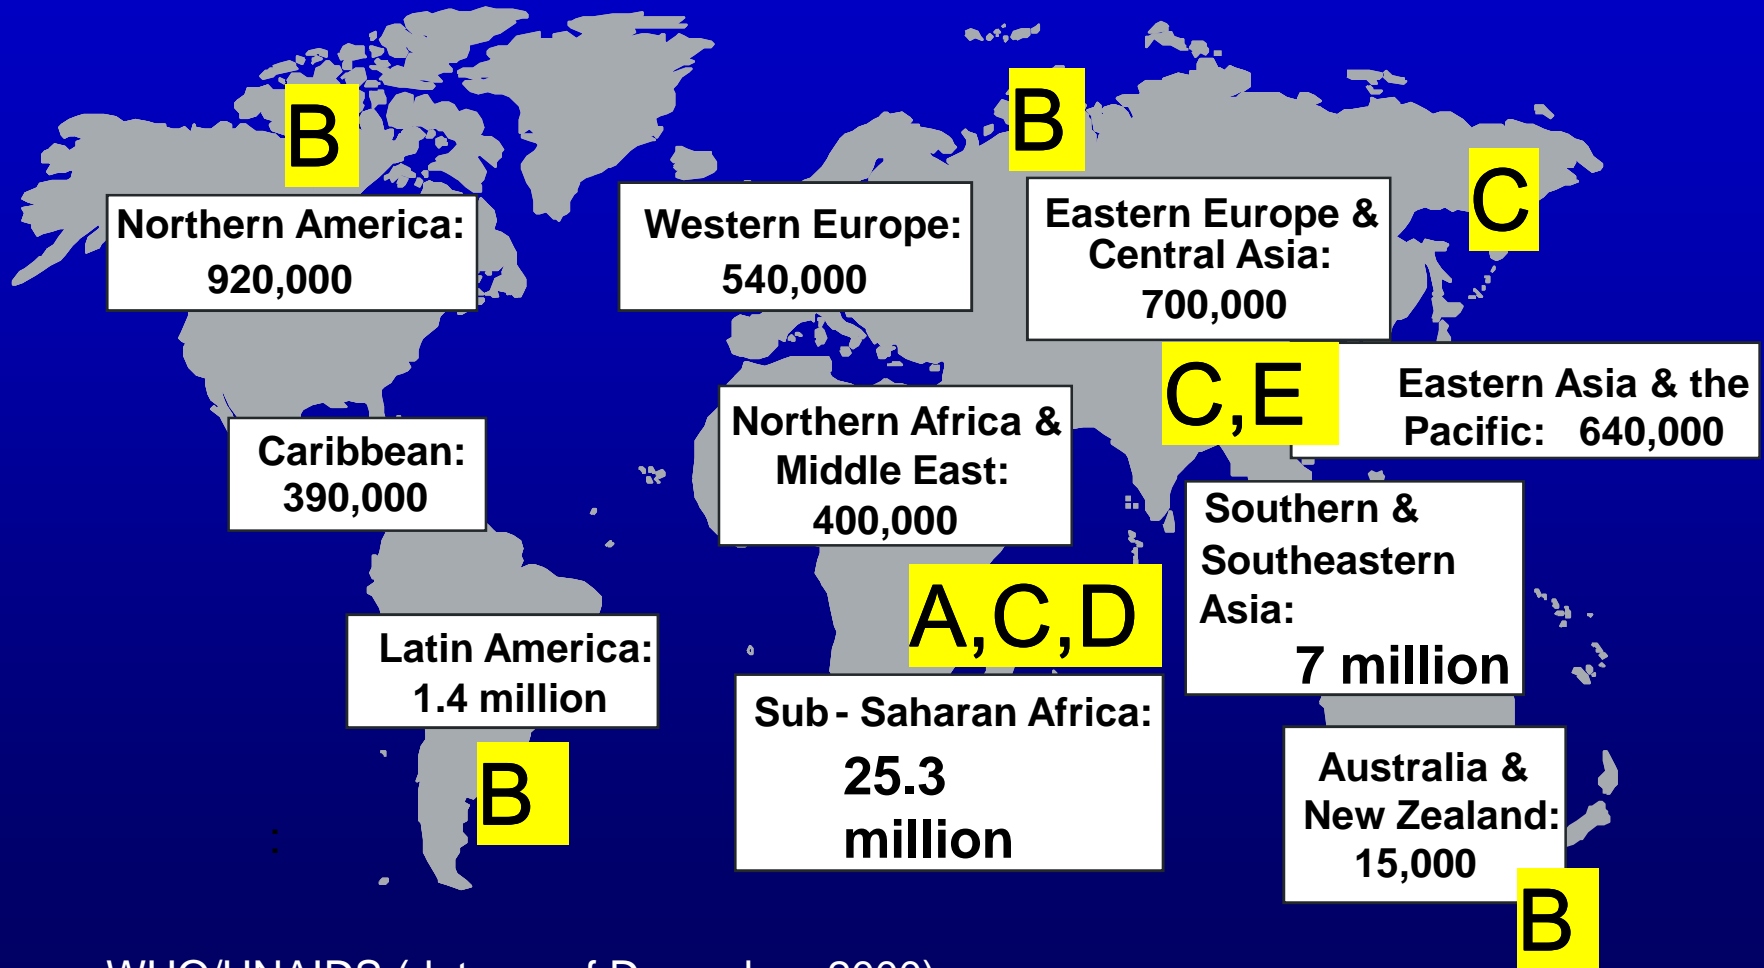 B
B
C
Northern America:
920,000
Western Europe:
540,000
Eastern Europe &
Central Asia:
700,000
C,E
Eastern Asia & the
Pacific: 640,000
Caribbean:
390,000
Northern Africa &
Middle East:
400,000
Southern &
Southeastern
Asia:
7 million
A,C,D
Latin America:
1.4 million
Sub - Saharan Africa:
25.3
million
B
Australia &
New Zealand:
15,000
B
:
WHO/UNAIDS